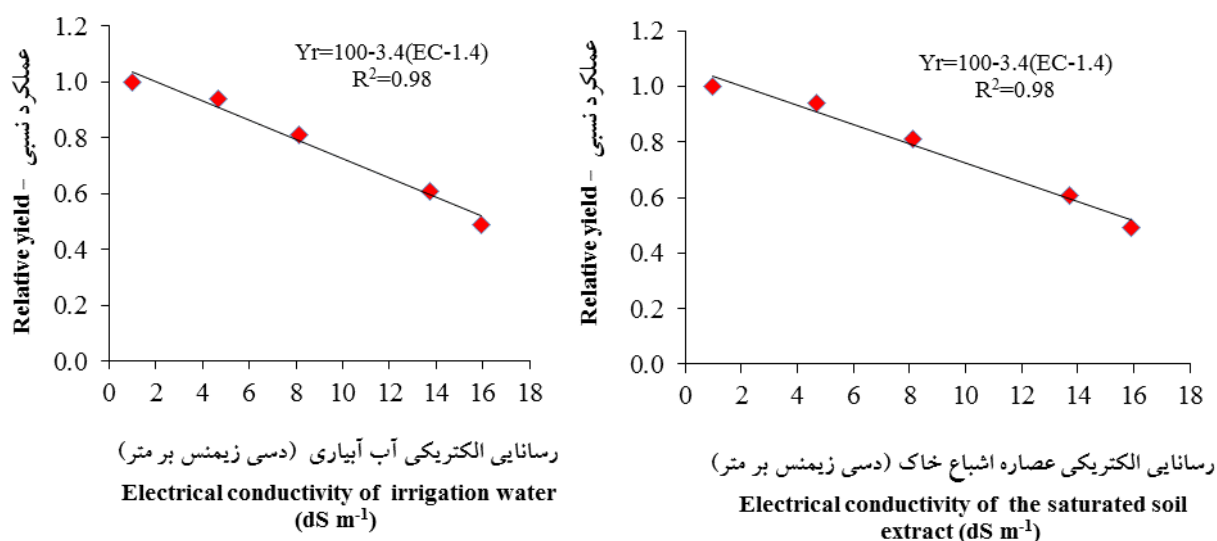 1.2
1.0
0.8
0.6
0.4
0.2
0.0
Relative yield – عملکرد نسبی
Yr=100-3.4(EC-1.4)
R²=0.98
0 2 4 6 8 10 12 14 16 18
رسانایی الکتریکی آب آبیاری (دسی زیمنس بر متر)
Electrical conductivity of irrigation water
(dS m⁻¹)
1.2
1.0
0.8
0.6
0.4
0.2
0.0
Relative yield – عملکرد نسبی
Yr=100-3.4(EC-1.4)
R²=0.98
0 2 4 6 8 10 12 14 16 18
رسانایی الکتریکی عصاره اشباع خاک (دسی زیمنس بر متر)
Electrical conductivity of the saturated soil
extract (dS m⁻¹)